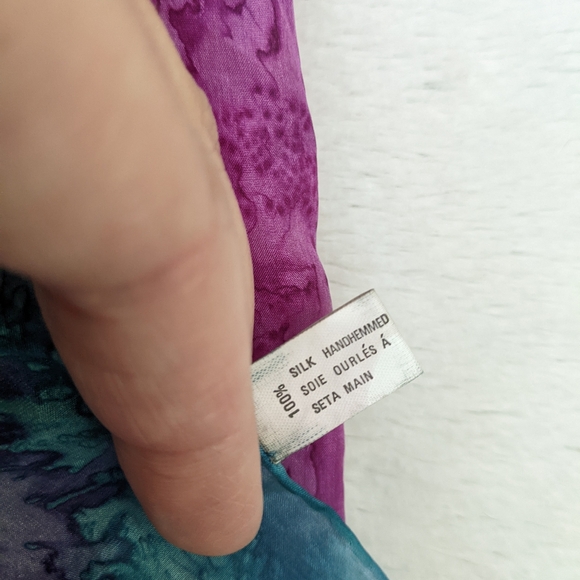 100% SILK HANDHEMMED
SOIE OURLÉS Á
SETA MAIN